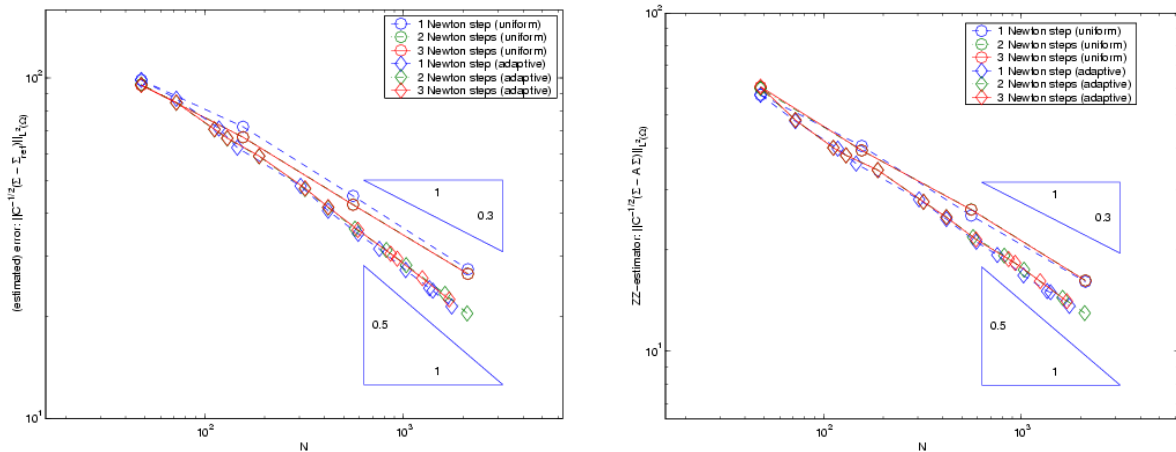 10²
10¹
10²
10³
N
(estimated) error: ||C^{-1/2}(Σ − Σ_{ref})||_{L²(Ω)}
1 Newton step (uniform)
2 Newton steps (uniform)
3 Newton steps (uniform)
1 Newton step (adaptive)
2 Newton steps (adaptive)
3 Newton steps (adaptive)
1
0.3
0.5
1
10²
10¹
10²
10³
N
ZZ-estimator: ||C^{-1/2}(Σ − A Σ)||_{L²(Ω)}
1 Newton step (uniform)
2 Newton steps (uniform)
3 Newton steps (uniform)
1 Newton step (adaptive)
2 Newton steps (adaptive)
3 Newton steps (adaptive)
1
0.3
0.5
1